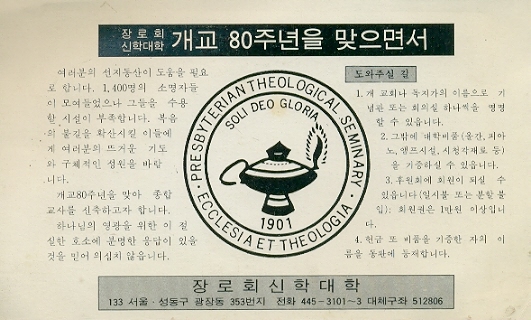 장로회
신학대학 개교 80주년을 맞으면서
여러분의 선지동산이 도움을 필요
로 합니다. 1,400명의 소명자들
이 모여들었으나 그들을 수용
할 시설이 부족합니다. 복음
의 불길을 확산시킬 이들에
게 여러분의 뜨거운 기도
와 구체적인 성원을 바랍
니다.
개교80주년을 맞아 종합
교사를 신축하고자 합니다.
하나님의 영광을 위한 이 절
실한 호소에 분명한 응답이 있을
것을 믿어 의심치 않습니다.
PRESBYTERIAN THEOLOGICAL SEMINARY
SOLI DEO GLORIA
1901
ECCLESIA ET THEOLOGIA
도와주실 길
1. 개 교회나 독지가의 이름으로 기
념관 또는 회의실 하나씩을 명명
할 수 있습니다.
2. 그밖에 대학비품(올간, 피아
노, 앰프시설, 시청각재료 등)
을 기증하실 수 있습니다.
3. 후원회에 회원이 되실 수
있습니다(일시불 또는 분할 불
입): 회원권은 1만원 이상입니
다.
4. 헌금 또 비품을 기증한 자의 이
름을 동판에 등재합니다.
장로회신학대학
133 서울·성동구 광장동 353번지 전화 445-3101~3 대체구좌 512806